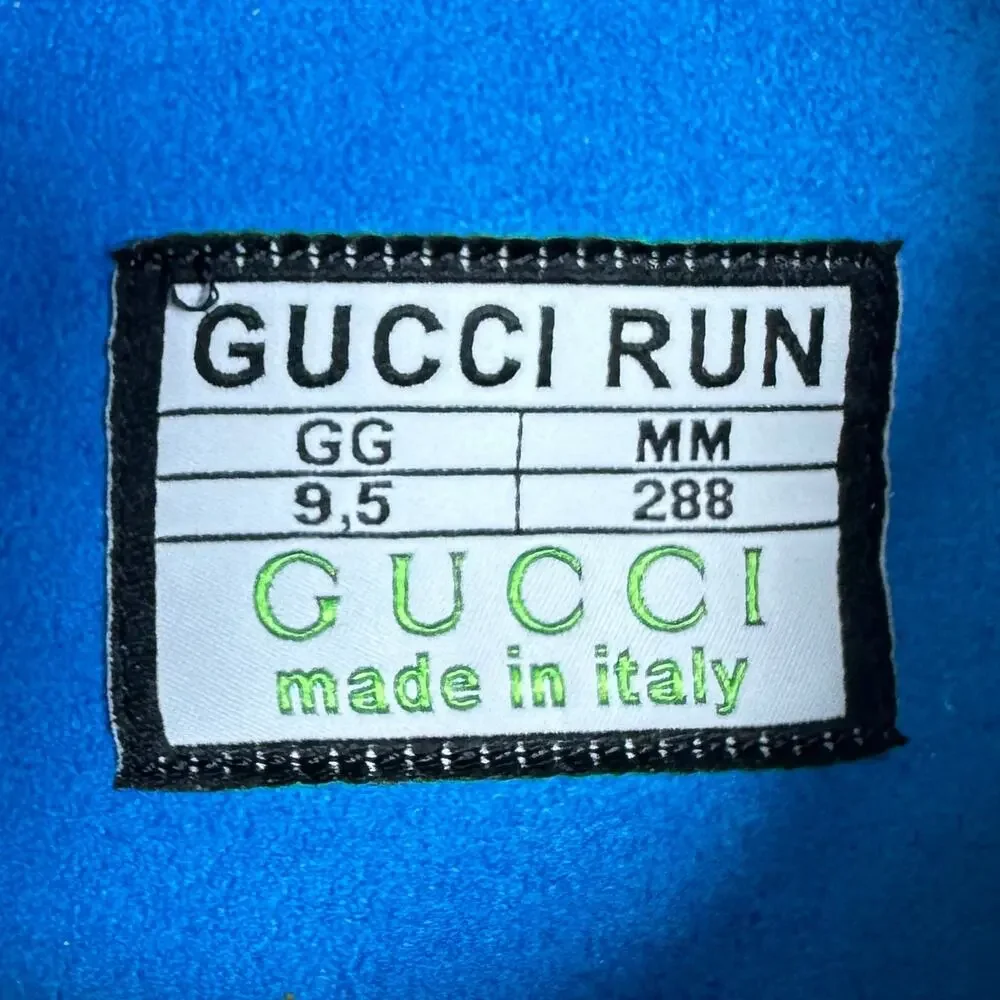 GUCCI RUN
GG MM
9,5 288
GUCCI
made in italy